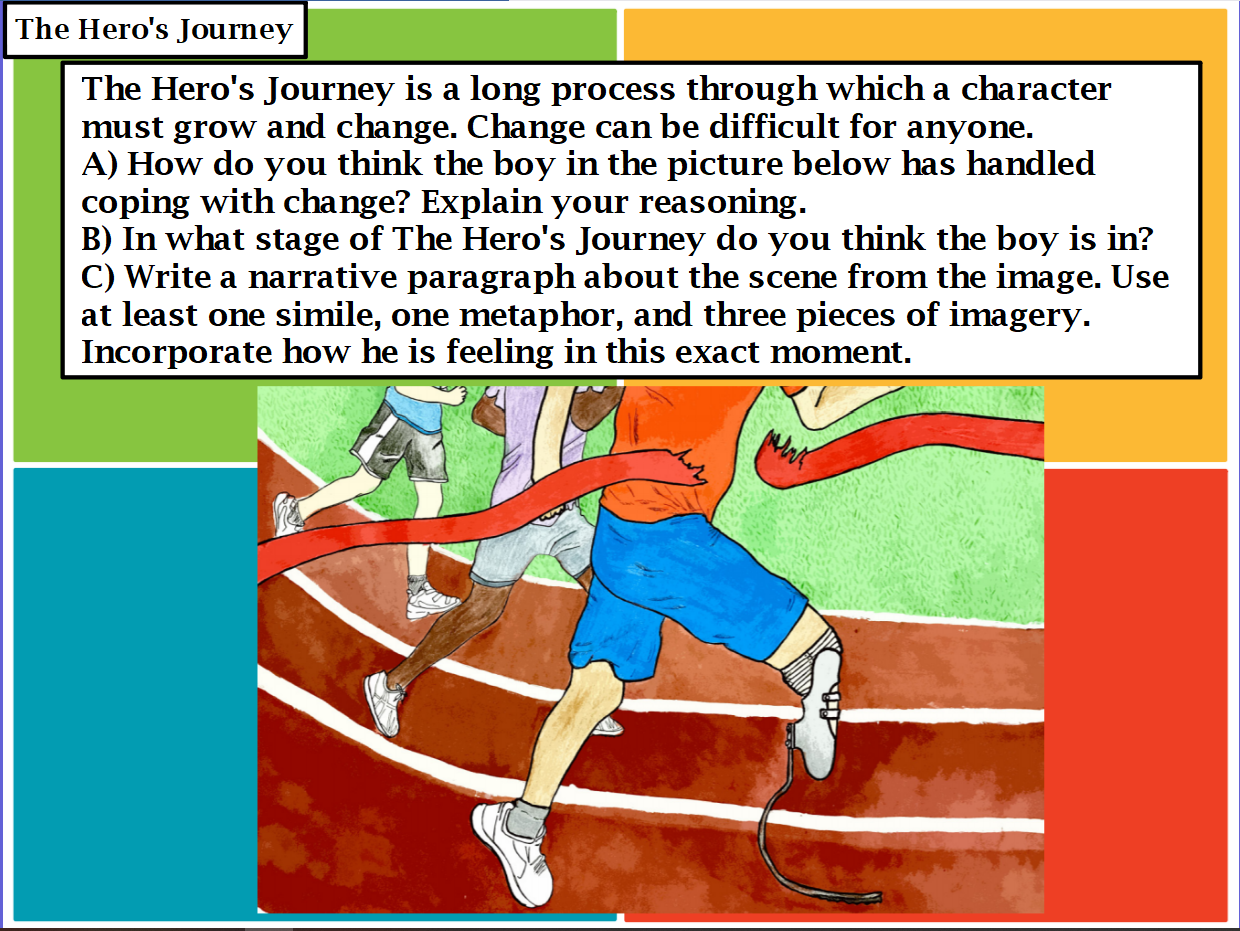 The Hero's Journey
The Hero's Journey is a long process through which a character
must grow and change. Change can be difficult for anyone.
A) How do you think the boy in the picture below has handled
coping with change? Explain your reasoning.
B) In what stage of The Hero's Journey do you think the boy is in?
C) Write a narrative paragraph about the scene from the image. Use
at least one simile, one metaphor, and three pieces of imagery.
Incorporate how he is feeling in this exact moment.